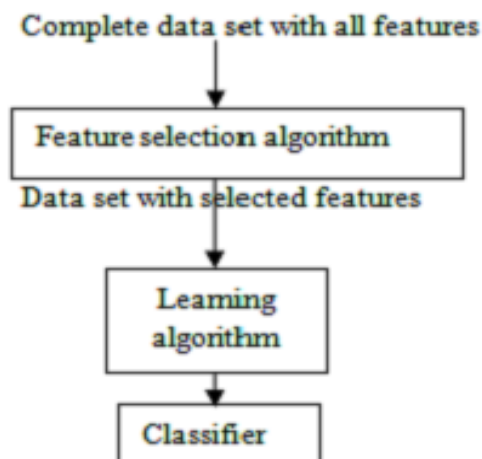 Complete data set with all features
Feature selection algorithm
Data set with selected features
Learning
algorithm
Classifier